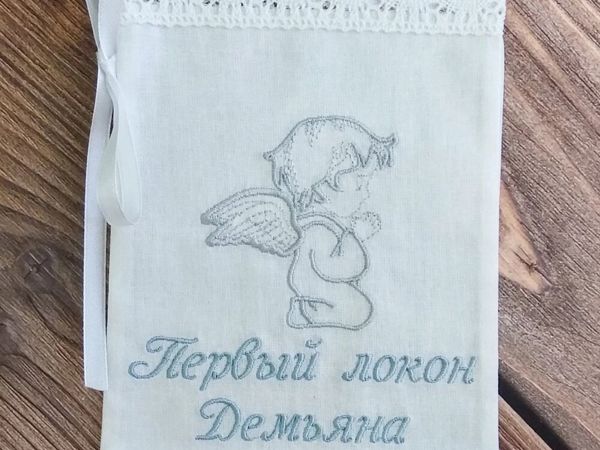 Первый локон
Демьяна